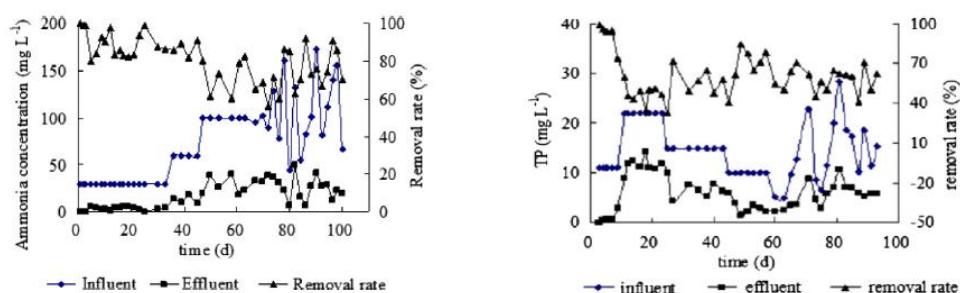 Ammonia concentration (mg L-1)
200
150
100
50
0
100
80
60
40
20
0
Removal rate (%)
0 20 40 60 80 100
time (d)
Influent Effluent Removal rate
TP (mg L-1)
40
30
20
10
0
100
70
40
10
-20
-50
removal rate (%)
0 20 40 60 80 100
time (d)
influent effluent removal rate